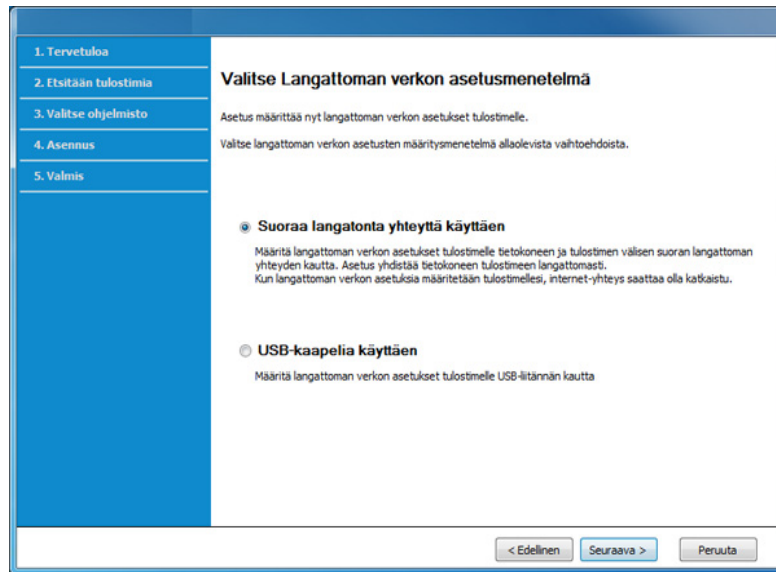 1. Tervetuloa
2. Etsitään tulostimia
3. Valitse ohjelmisto
4. Asennus
5. Valmis
Valitse Langattoman verkon asetusmenetelmä
Asetus määrittää nyt langattoman verkon asetukset tulostimelle.
Valitse langattoman verkon asetusten määritysmenetelmä allaolevista vaihtoehdoista.
Suoraa langatonta yhteyttä käyttäen
Määritä langattoman verkon asetukset tulostimelle tietokoneen ja tulostimen välisen suoran langattoman
yhteyden kautta. Asetus yhdistää tietokoneen tulostimeen langattomasti.
Kun langattoman verkon asetuksia määritetään tulostimellesi, internet-yhteys saattaa olla katkaistu.
USB-kaapelia käyttäen
Määritä langattoman verkon asetukset tulostimelle USB-liitännän kautta
< Edelinen
Seuraava >
Peruuta